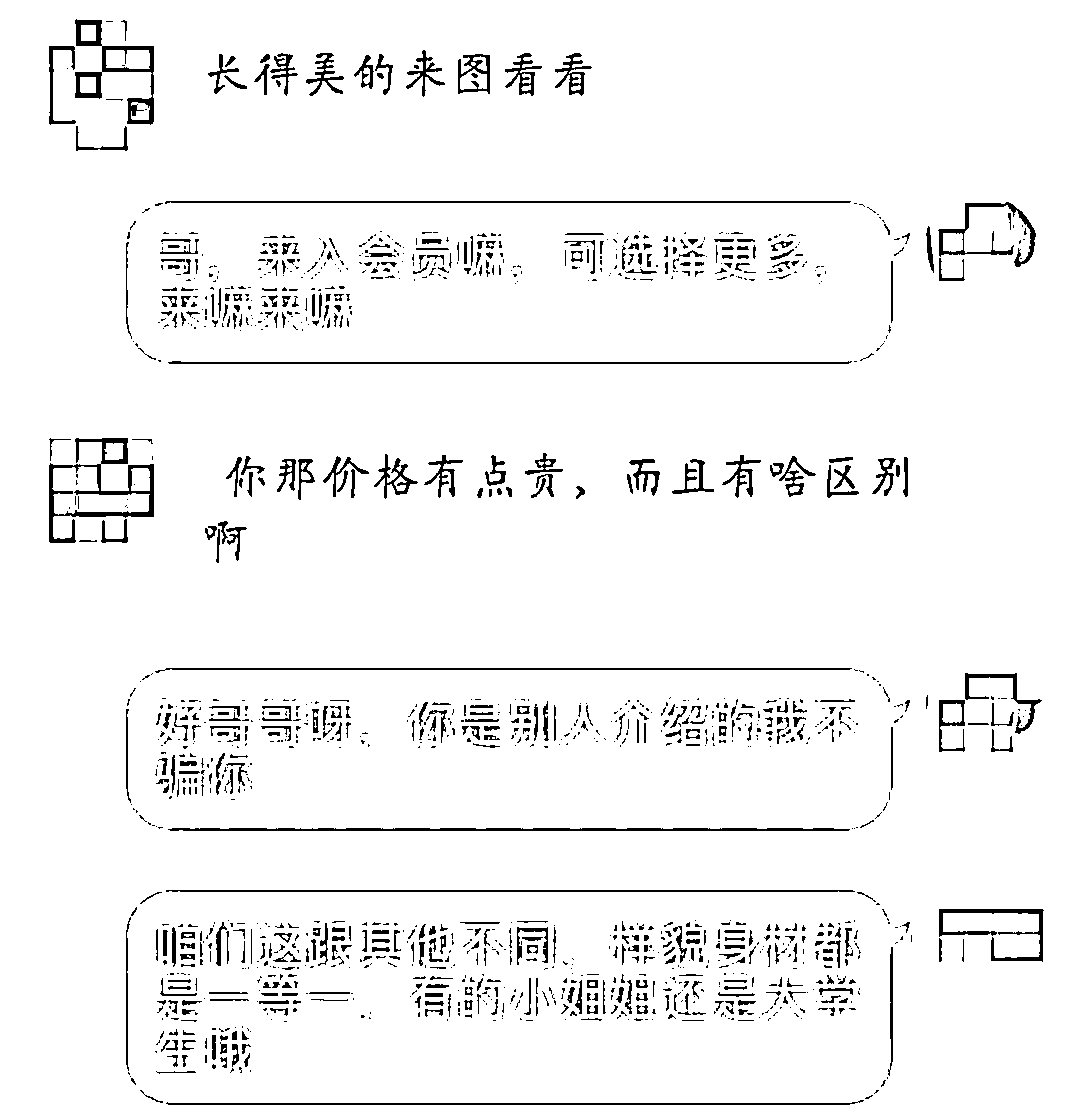 长得美的来图看看
哥，来入会员嘛，可选择更多，
来嘛来嘛
你那价格有点贵，而且有啥区别
啊
好哥哥呀，你是别人介绍的我不
骗你
咱们这跟其他不同，样貌身材都
是一等一，有的小姐姐还是大学
生哦